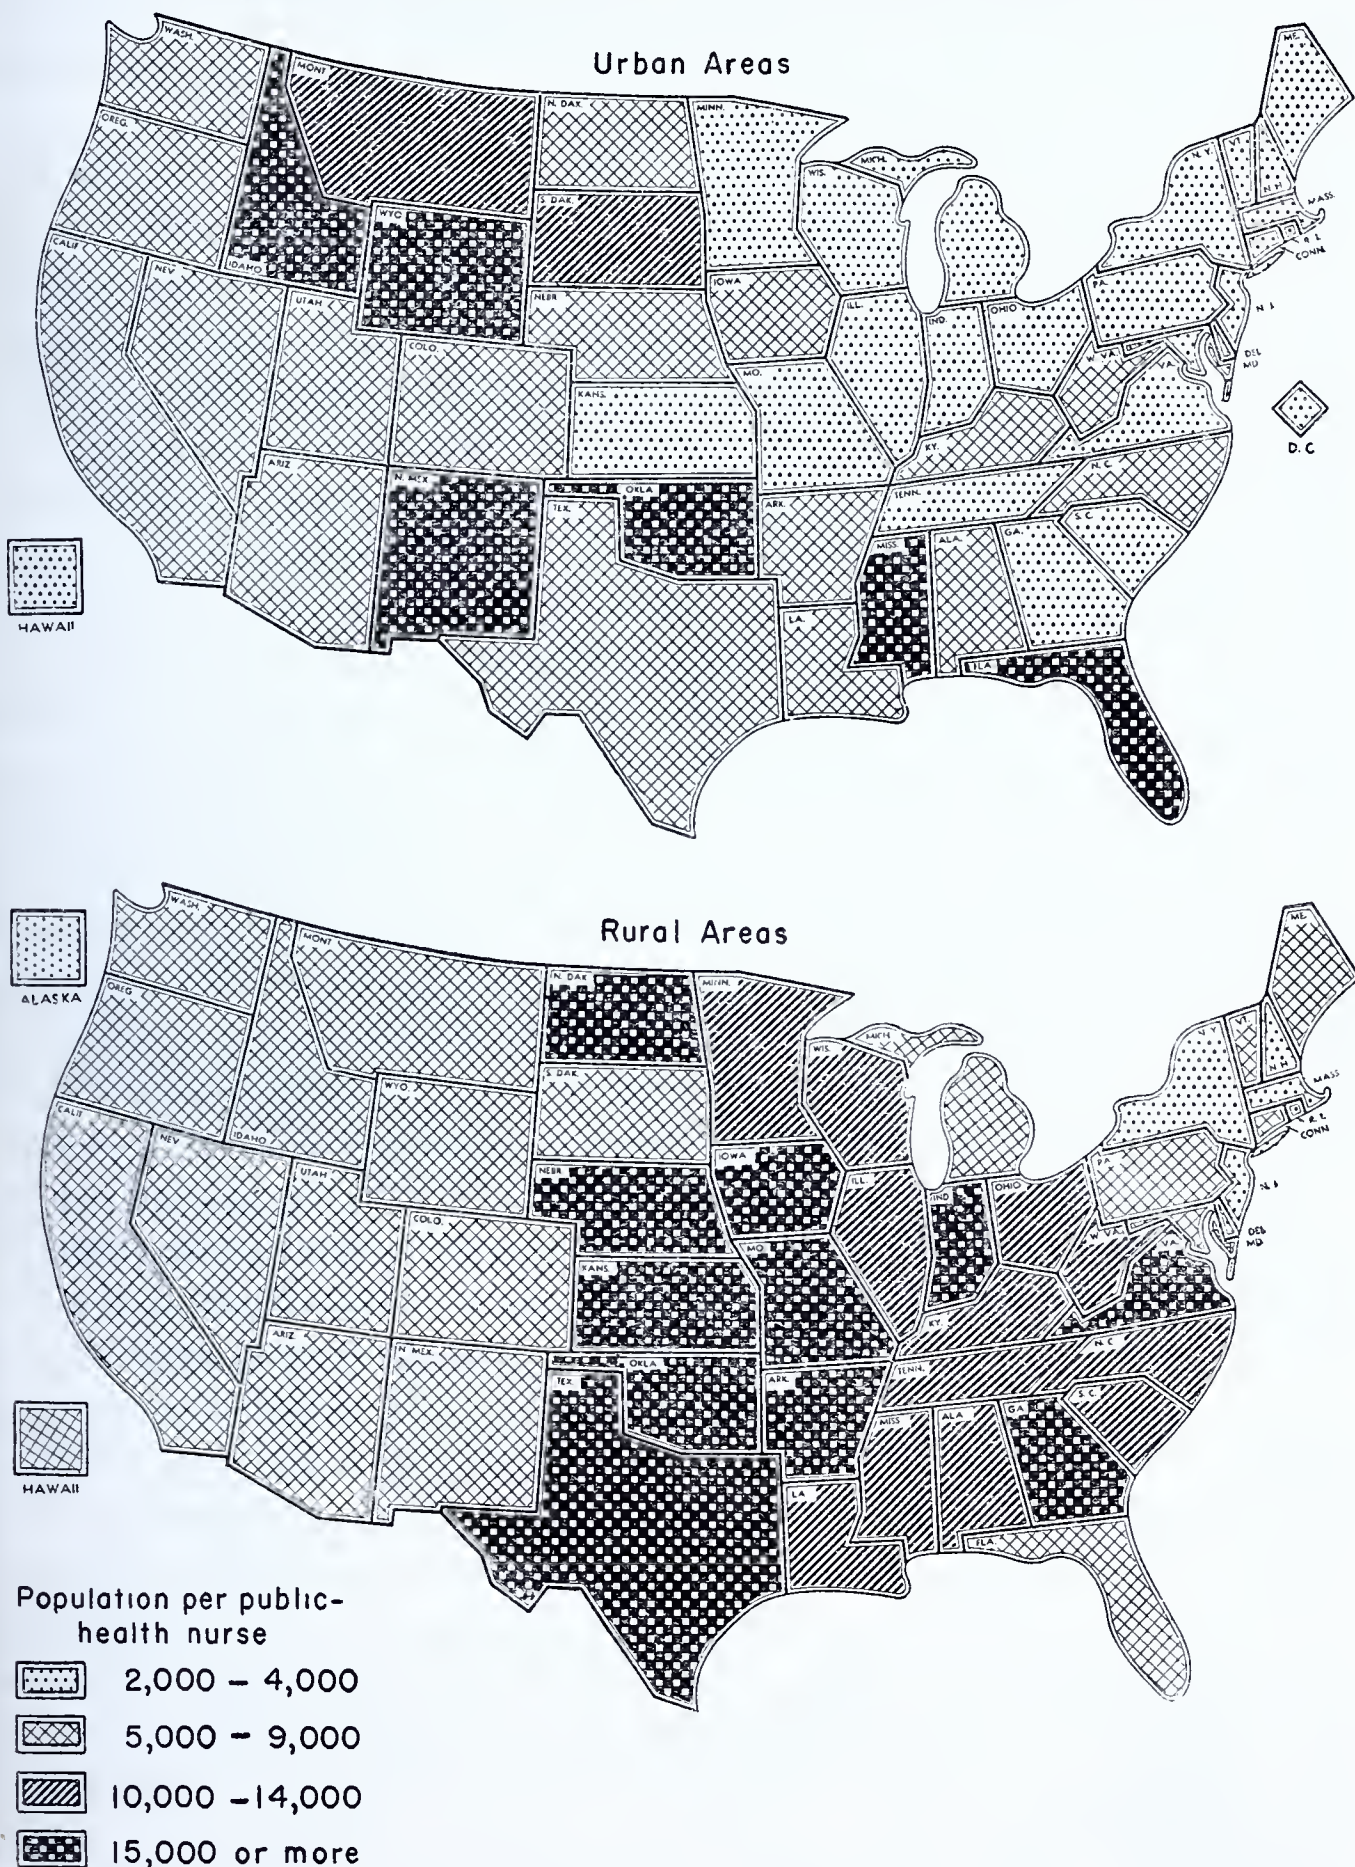 Urban Areas
WASH.
OREG.
CALIF
NEV
IDAHO
MONT
WYO
UTAH
ARIZ
COLO.
N. MEX.
N. DAK.
S. DAK.
NEBR
KANS.
OKLA
TEX.
MINN.
IOWA
MO.
ARK.
LA.
WIS.
MICH.
ILL.
IND.
OHIO
KY.
TENN.
MISS.
ALA.
GA.
FLA
S. C.
N. C.
VA.
W. VA.
PA.
N. Y.
VT.
N H
ME.
MASS.
R. I.
CONN
N. J.
DEL
MD
D. C
HAWAII
Rural Areas
ALASKA
WASH.
OREG
CALIF
NEV
IDAHO
MONT
WYO
UTAH
ARIZ.
COLO.
N. MEX.
N. DAK
S. DAK.
NEBR
KANS.
OKLA
TEX.
MINN.
IOWA
MO
ARK.
LA
WIS.
MICH
ILL.
IND
OHIO
KY.
TENN.
MISS
ALA
GA
FLA.
S. C.
N. C
VA.
W. VA.
PA.
N Y
VT.
N H
ME.
MASS
R. I.
CONN
N. J
DEL
MD
HAWAII
Population per public-
health nurse
2,000 – 4,000
5,000 – 9,000
10,000 – 14,000
15,000 or more